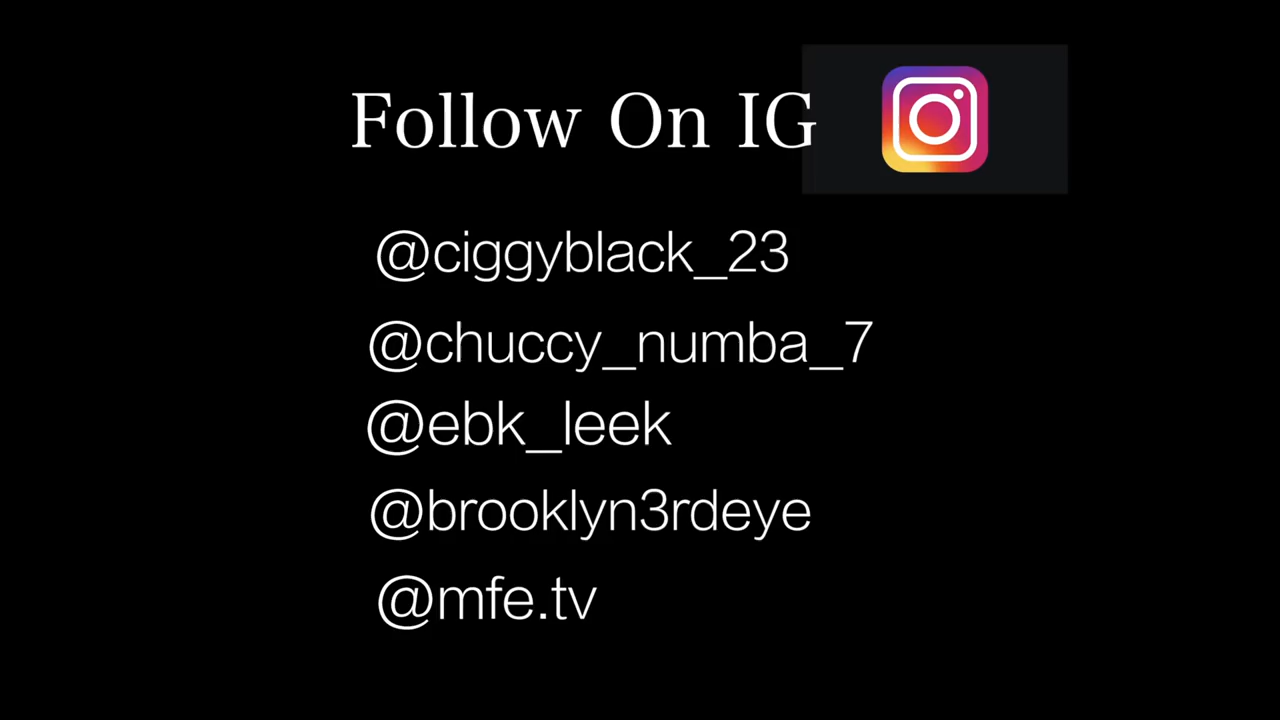 Follow On IG
@ciggyblack_23
@chuccy_numba_7
@ebk_leek
@brooklyn3rdeye
@mfe.tv